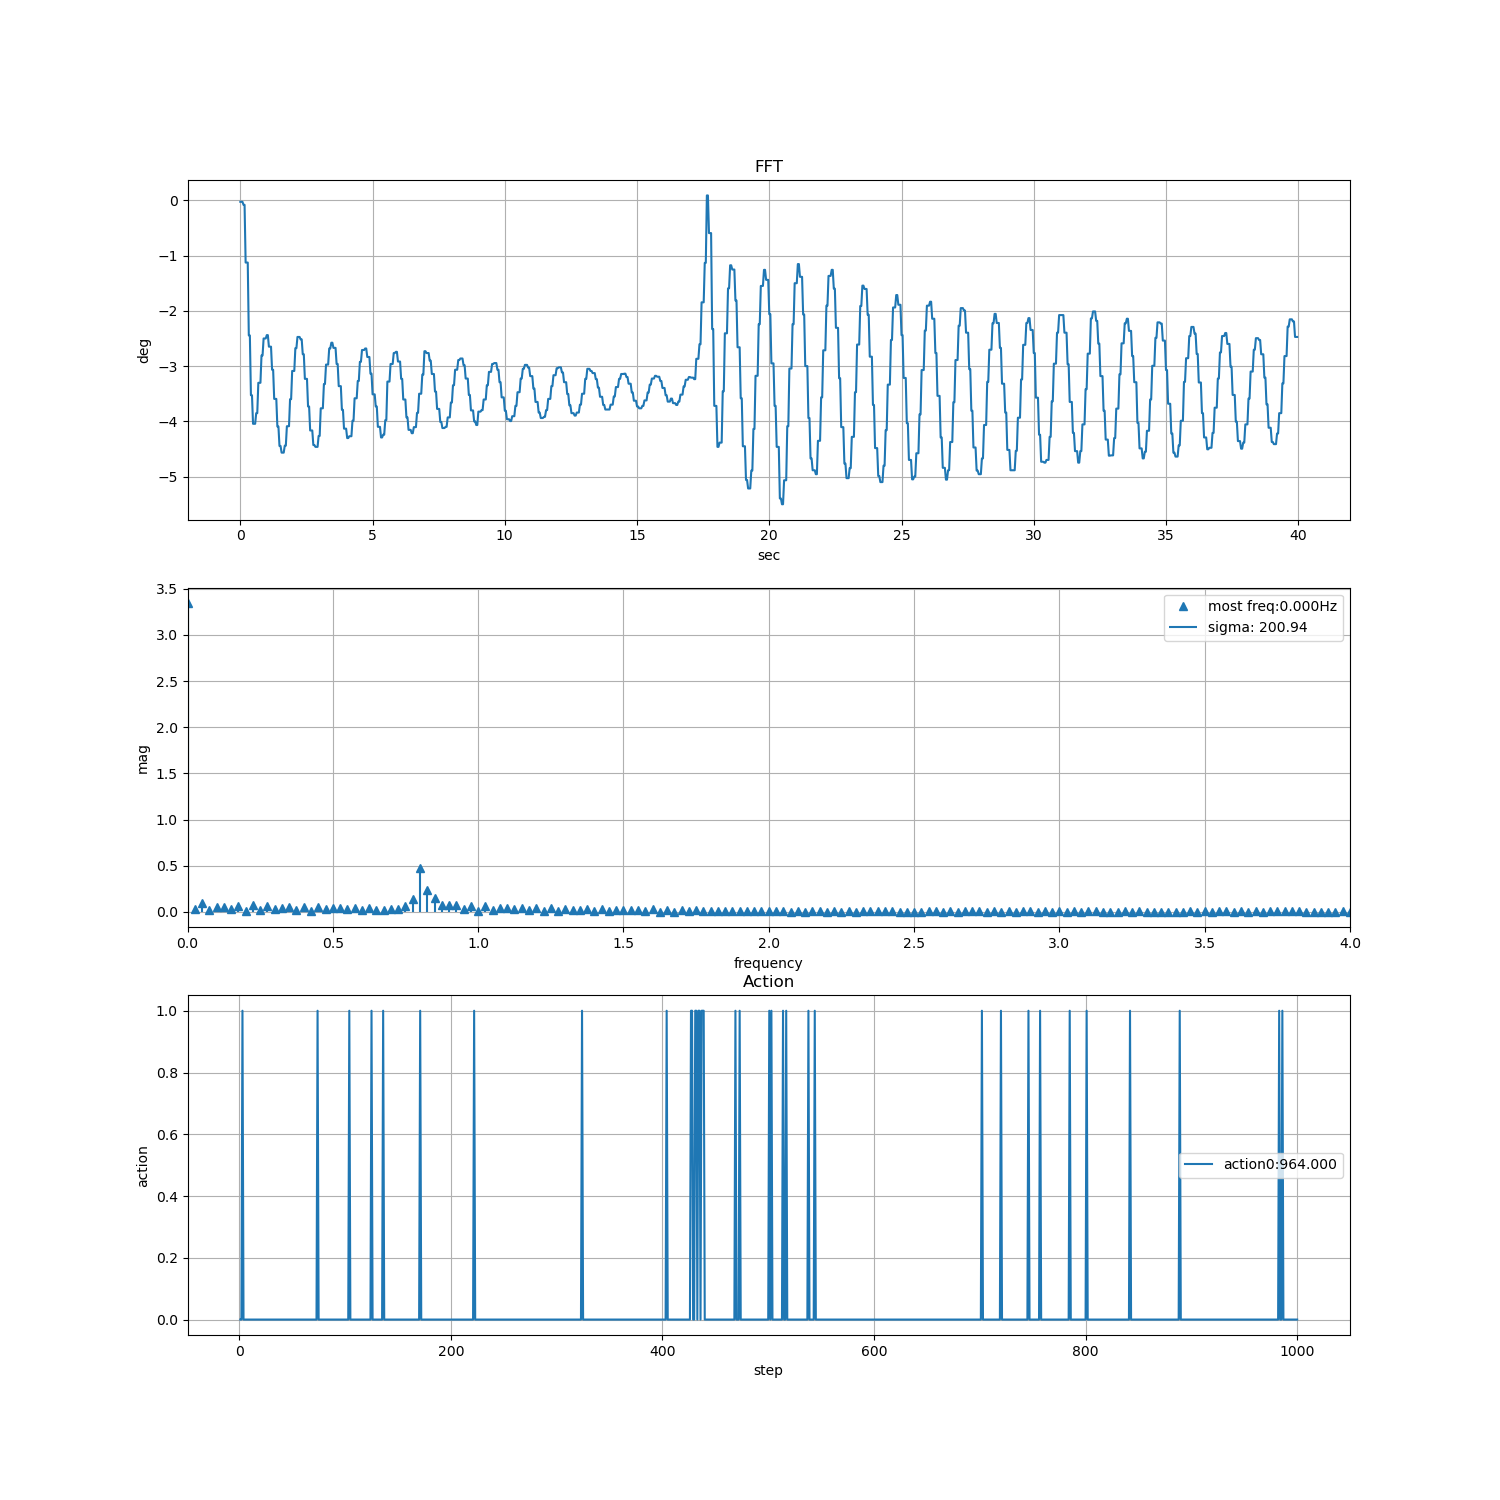 FFT
0
−1
−2
−3
−4
−5
deg
0 5 10 15 20 25 30 35 40
sec
3.5
3.0
2.5
2.0
1.5
1.0
0.5
0.0
mag
most freq:0.000Hz
sigma: 200.94
0.0 0.5 1.0 1.5 2.0 2.5 3.0 3.5 4.0
frequency
Action
1.0
0.8
0.6
0.4
0.2
0.0
action
action0:964.000
0 200 400 600 800 1000
step